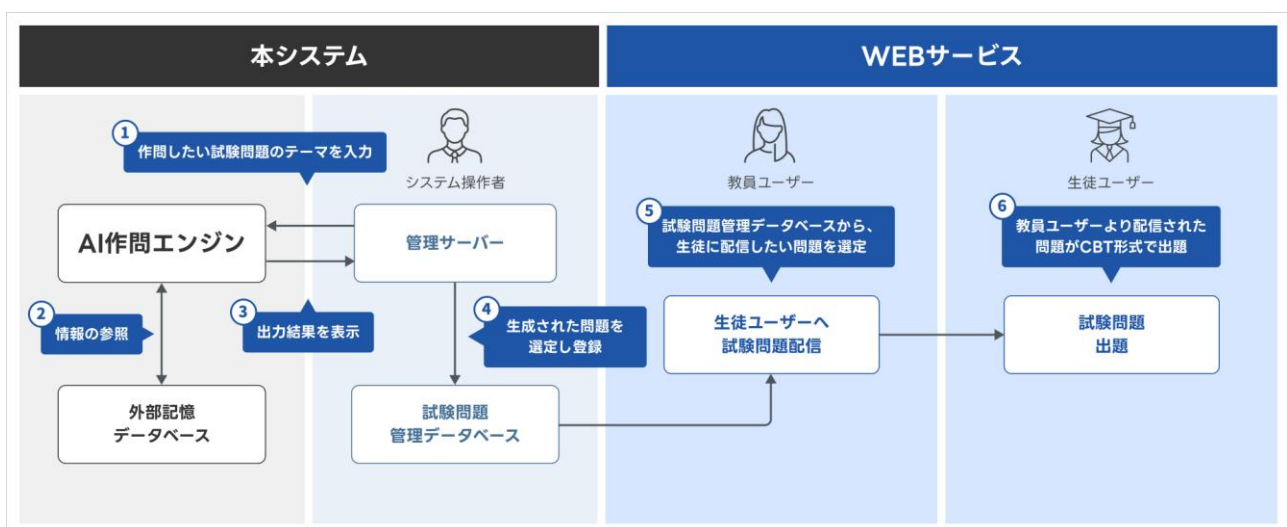 本システム
WEBサービス
1
作問したい試験問題のテーマを入力
システム操作者
教員ユーザー
生徒ユーザー
AI作問エンジン
管理サーバー
5
試験問題管理データベースから、
生徒に配信したい問題を選定
6
教員ユーザーより配信された
問題がCBT形式で出題
2
情報の参照
3
出力結果を表示
4
生成された問題を
選定し登録
生徒ユーザーへ
試験問題配信
試験問題
出題
外部記憶
データベース
試験問題
管理データベース